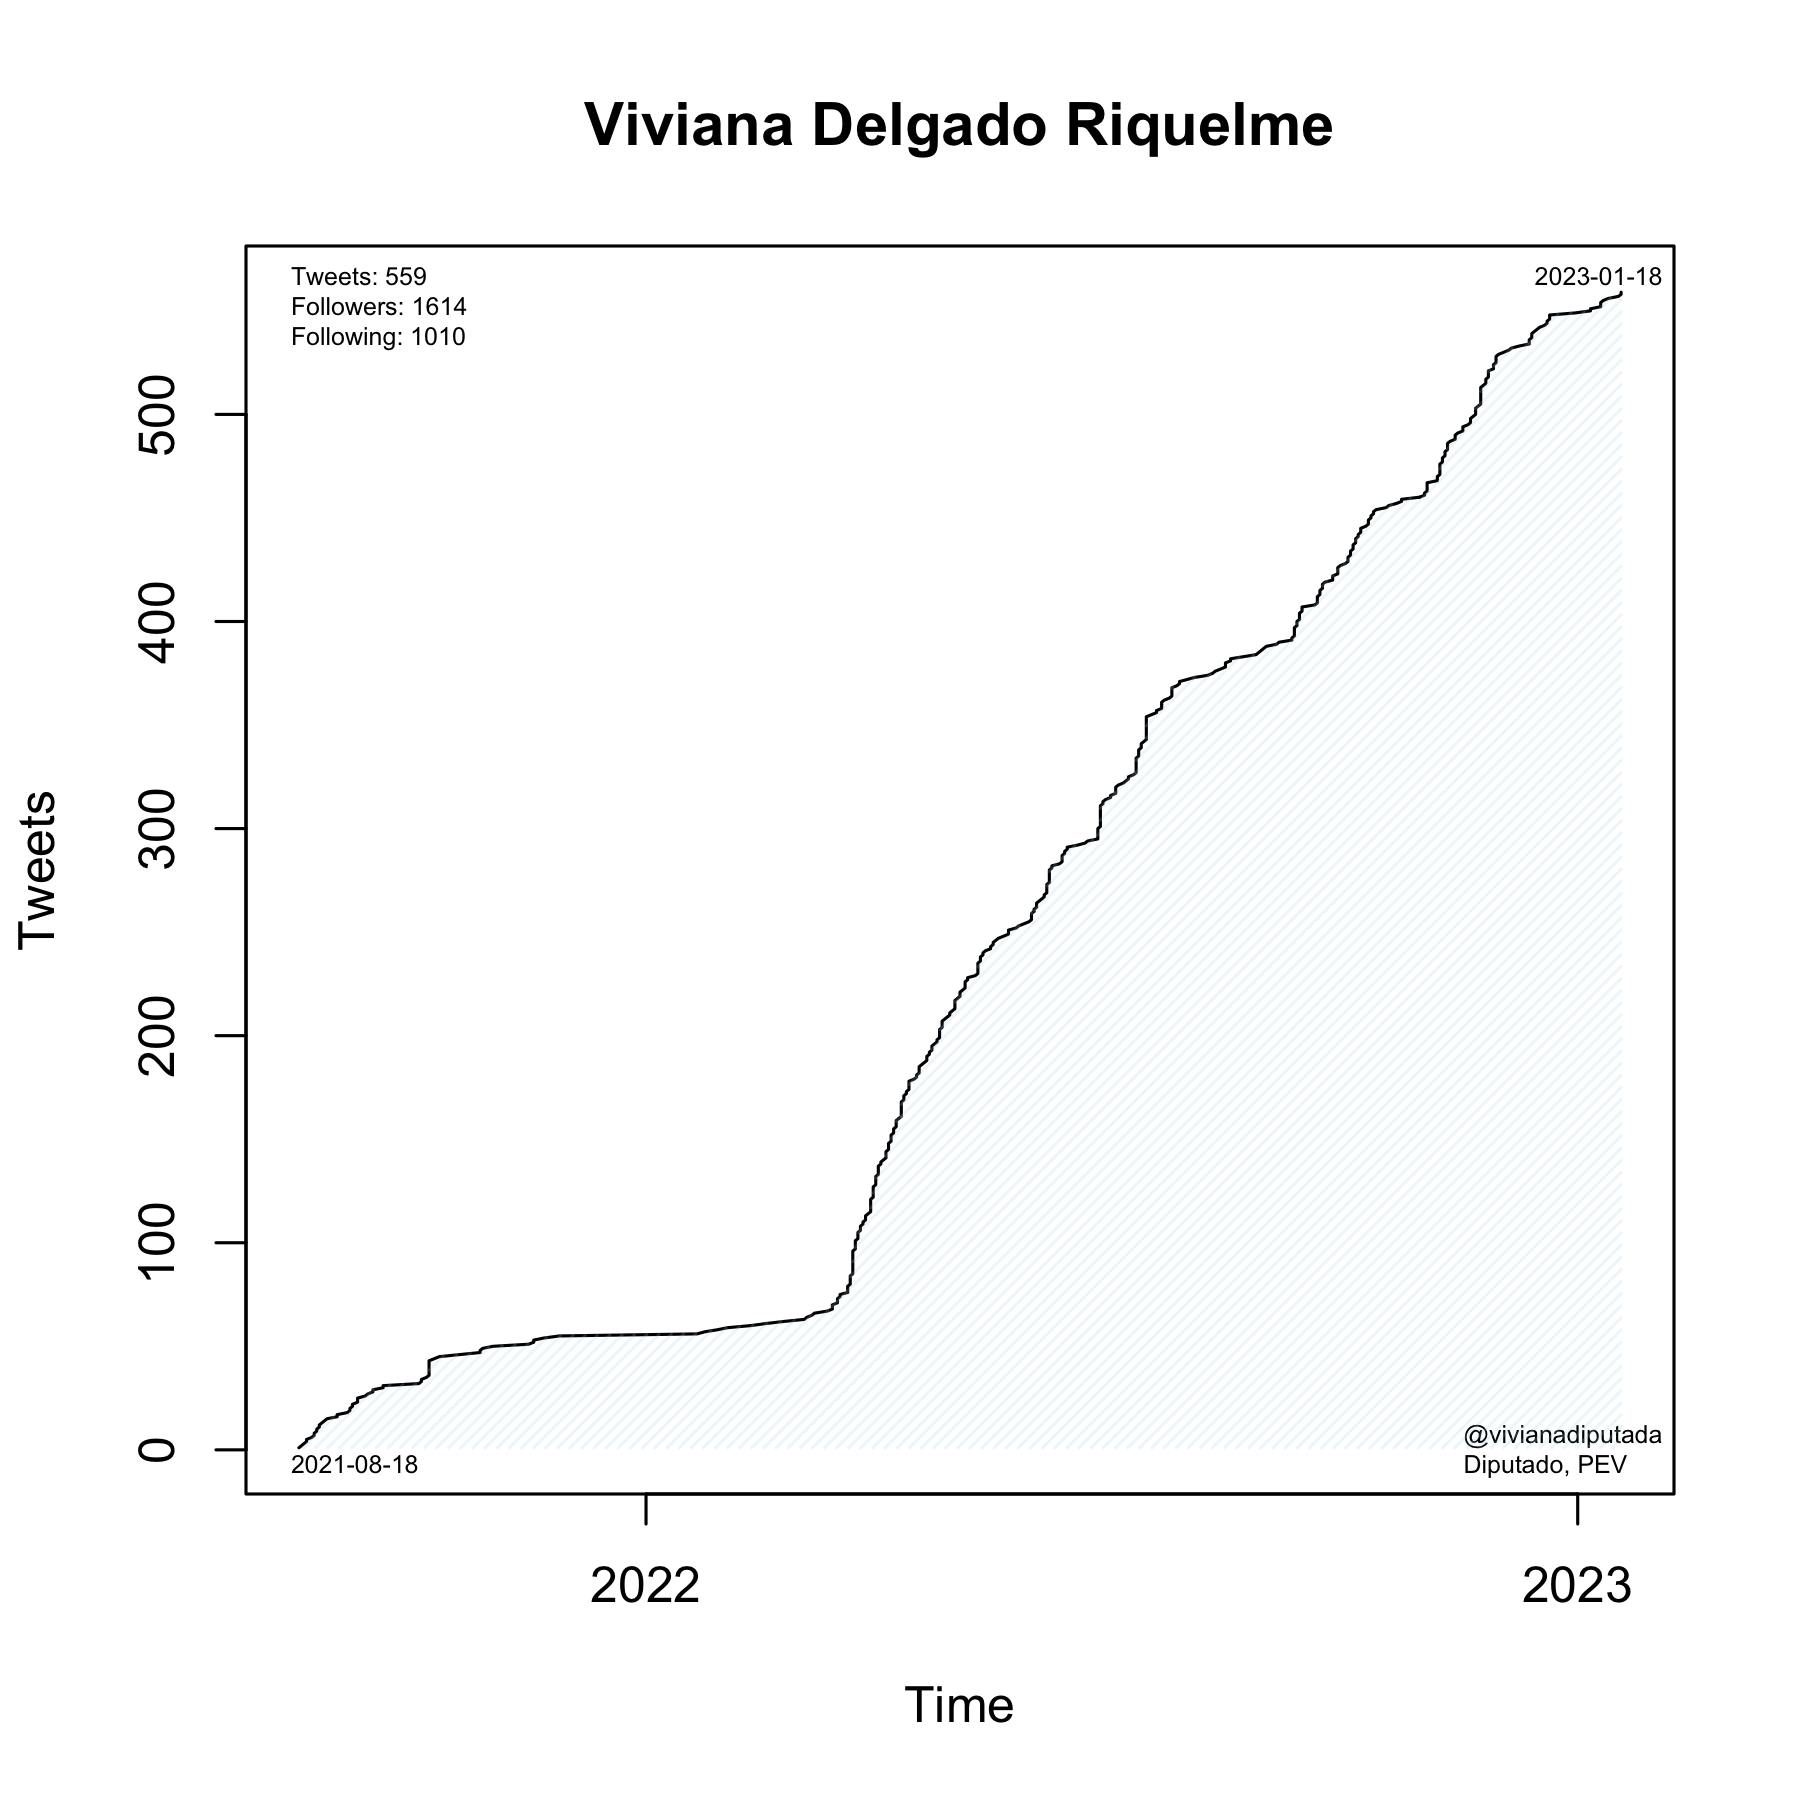 Viviana Delgado Riquelme
Tweets: 559
Followers: 1614
Following: 1010
2023-01-18
500
400
300
200
100
0
Tweets
2021-08-18
@vivianadiputada
Diputado, PEV
2022
2023
Time